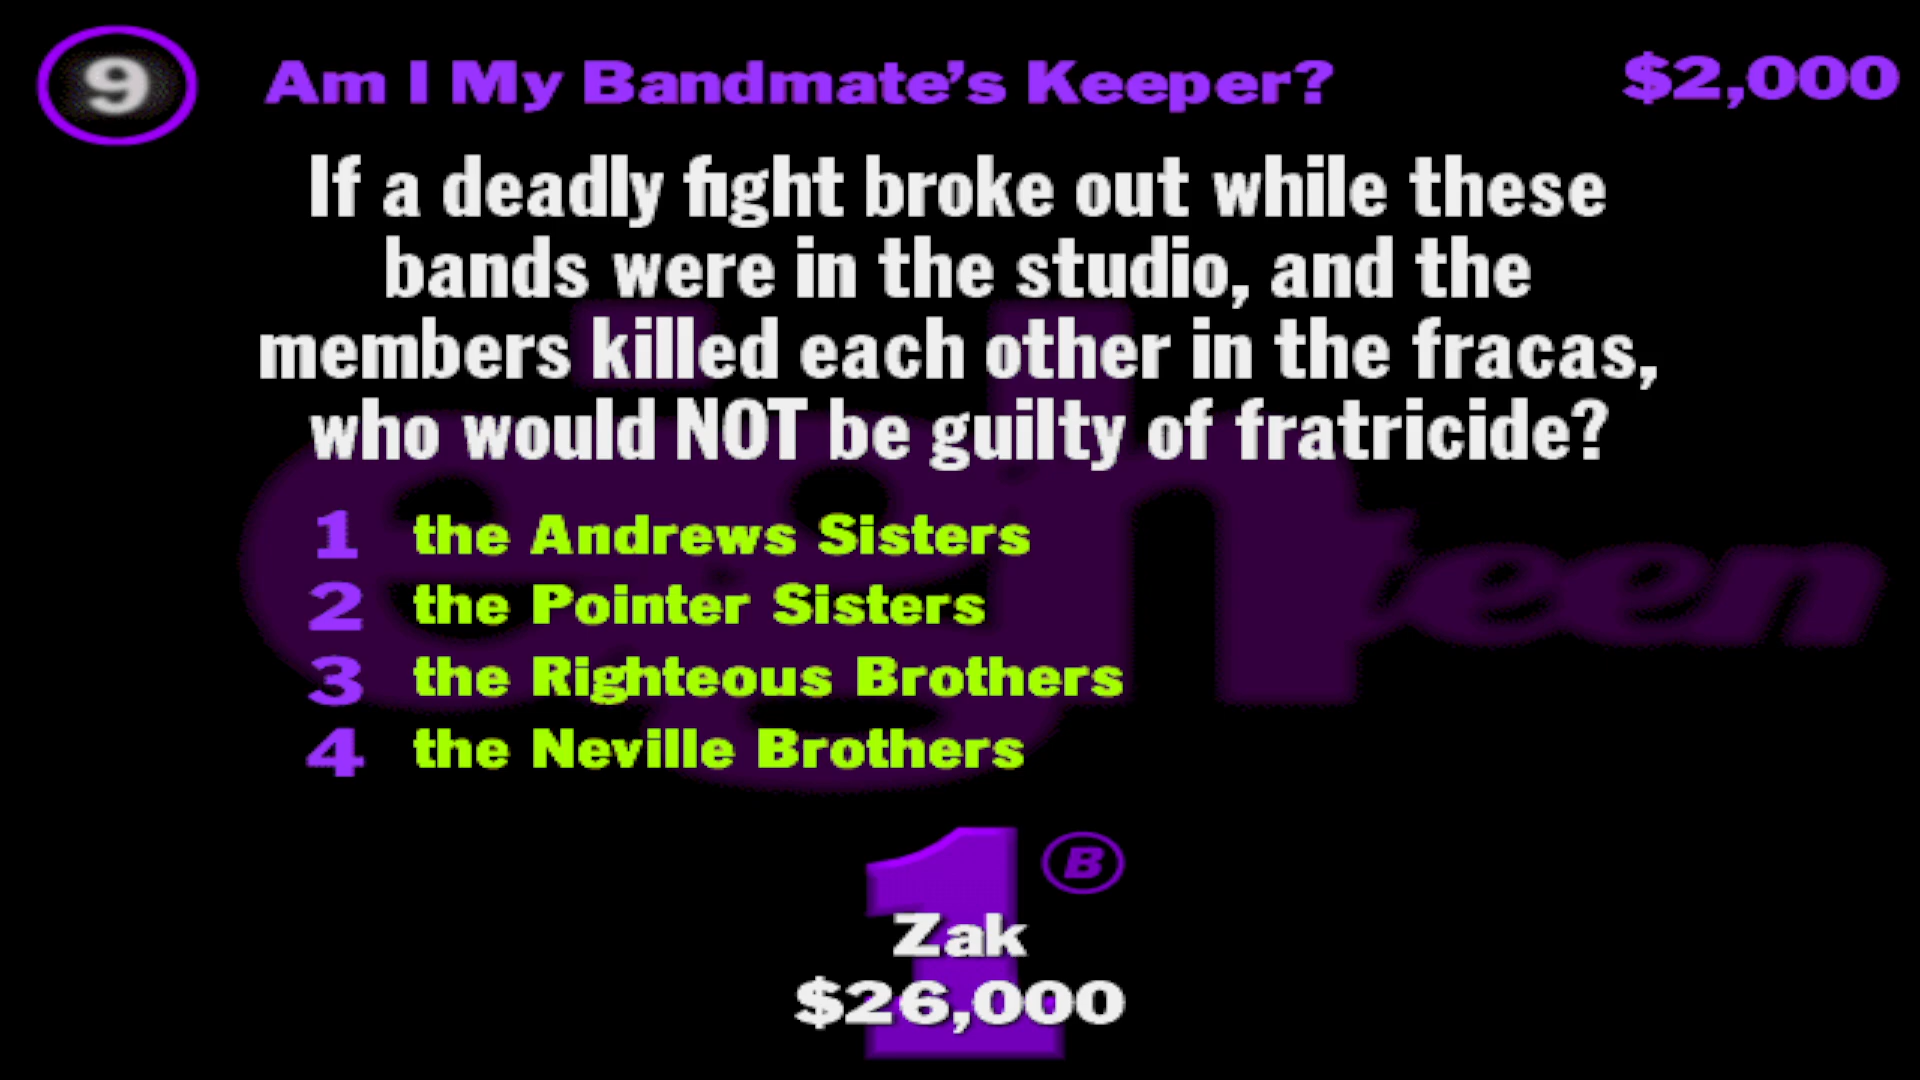 9 Am I My Bandmate's Keeper? $2,000
If a deadly fight broke out while these
bands were in the studio, and the
members killed each other in the fracas,
who would NOT be guilty of fratricide?
eighteen
1 the Andrews Sisters
2 the Pointer Sisters
3 the Righteous Brothers
4 the Neville Brothers
1 B
Zak
$26,000